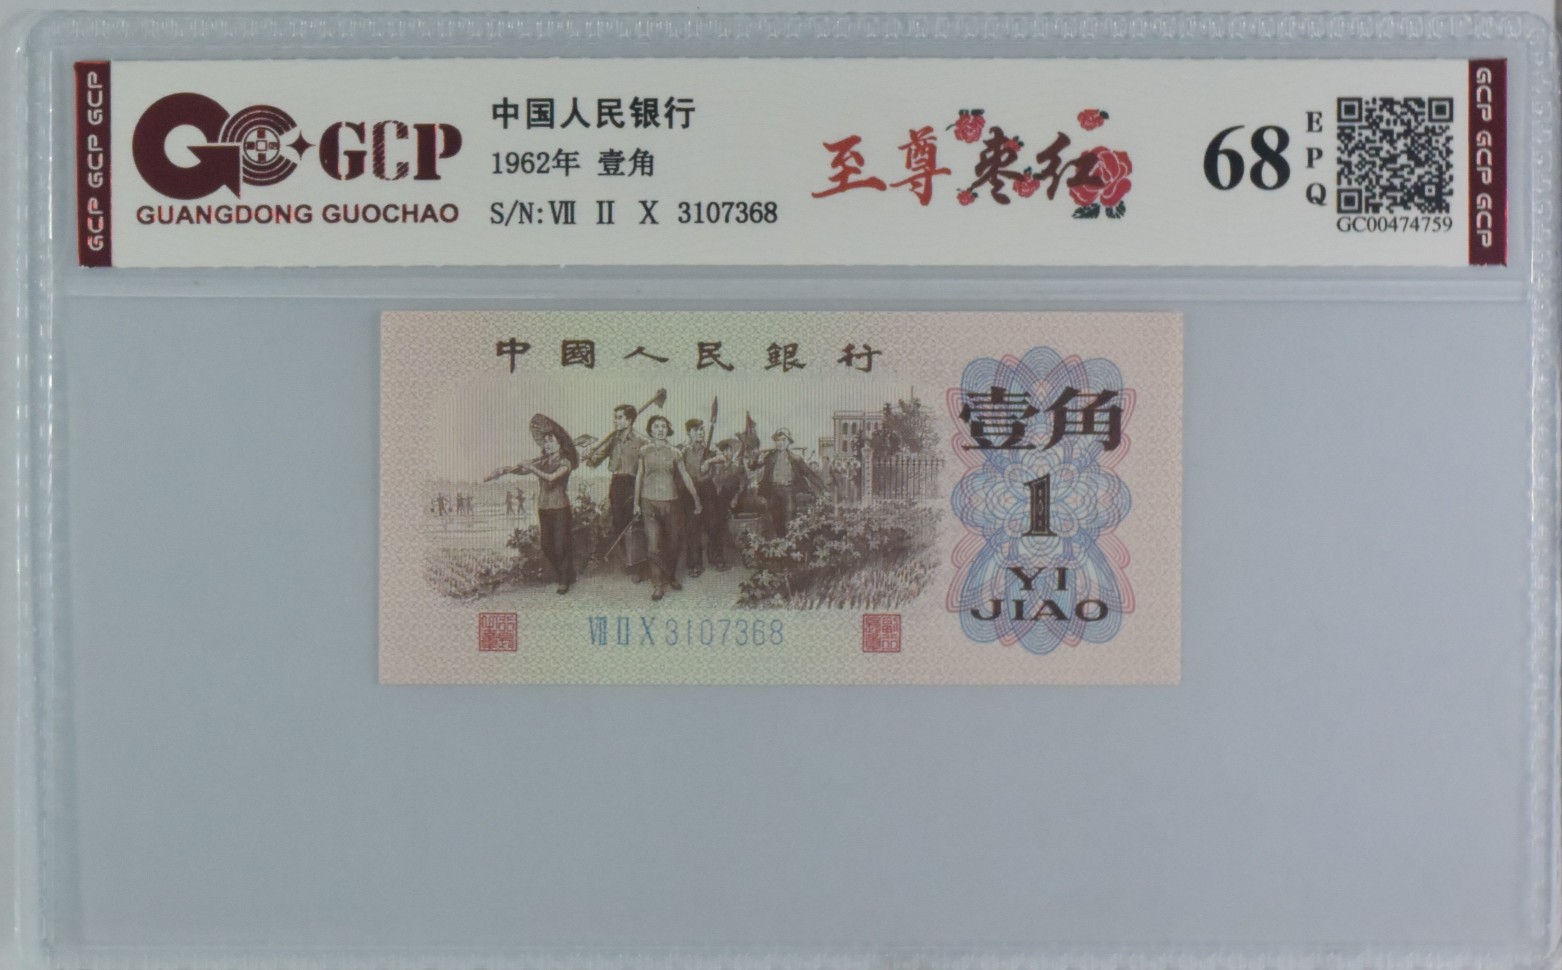 GCP GCP GCP
GCP
GUANGDONG GUOCHAO
中国人民银行
1962年 壹角
S/N: Ⅶ Ⅱ Ⅹ 3107368
至尊枣红
68
EPQ
GC00474759
GCP GCP GCP
中國人民銀行
壹角
1
YI
JIAO
Ⅶ Ⅱ Ⅹ 3107368